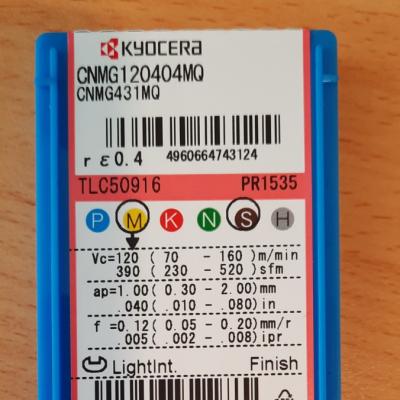 KYOCERA
CNMG120404MQ
CNMG431MQ
rε0.4 4960664743124
TLC50916 PR1535
P M K N S H
Vc=120 ( 70 - 160)m/min
390 (230 - 520)sfm
ap=1.00(0.30 - 2.00)mm
.040(.010 - .080)in
f =0.12(0.05 - 0.20)mm/r
.005(.002 - .008)ipr
LightInt. Finish